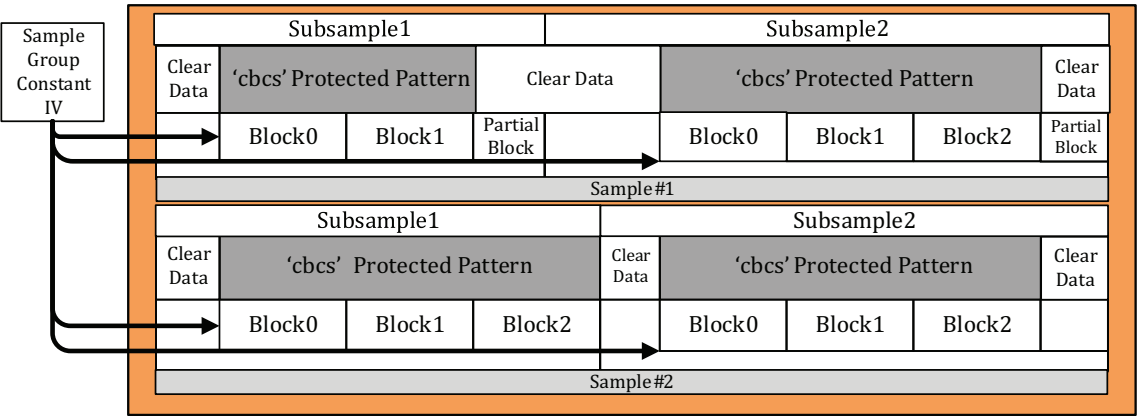 Sample
Group
Constant
IV
Subsample1 Subsample2
Clear
Data
‘cbcs’ Protected Pattern
Clear Data
‘cbcs’ Protected Pattern
Clear
Data
Block0 Block1
Partial
Block
Block0 Block1 Block2
Partial
Block
Sample#1
Subsample1 Subsample2
Clear
Data
‘cbcs’ Protected Pattern
Clear
Data
‘cbcs’ Protected Pattern
Clear
Data
Block0 Block1 Block2 Block0 Block1 Block2
Sample#2